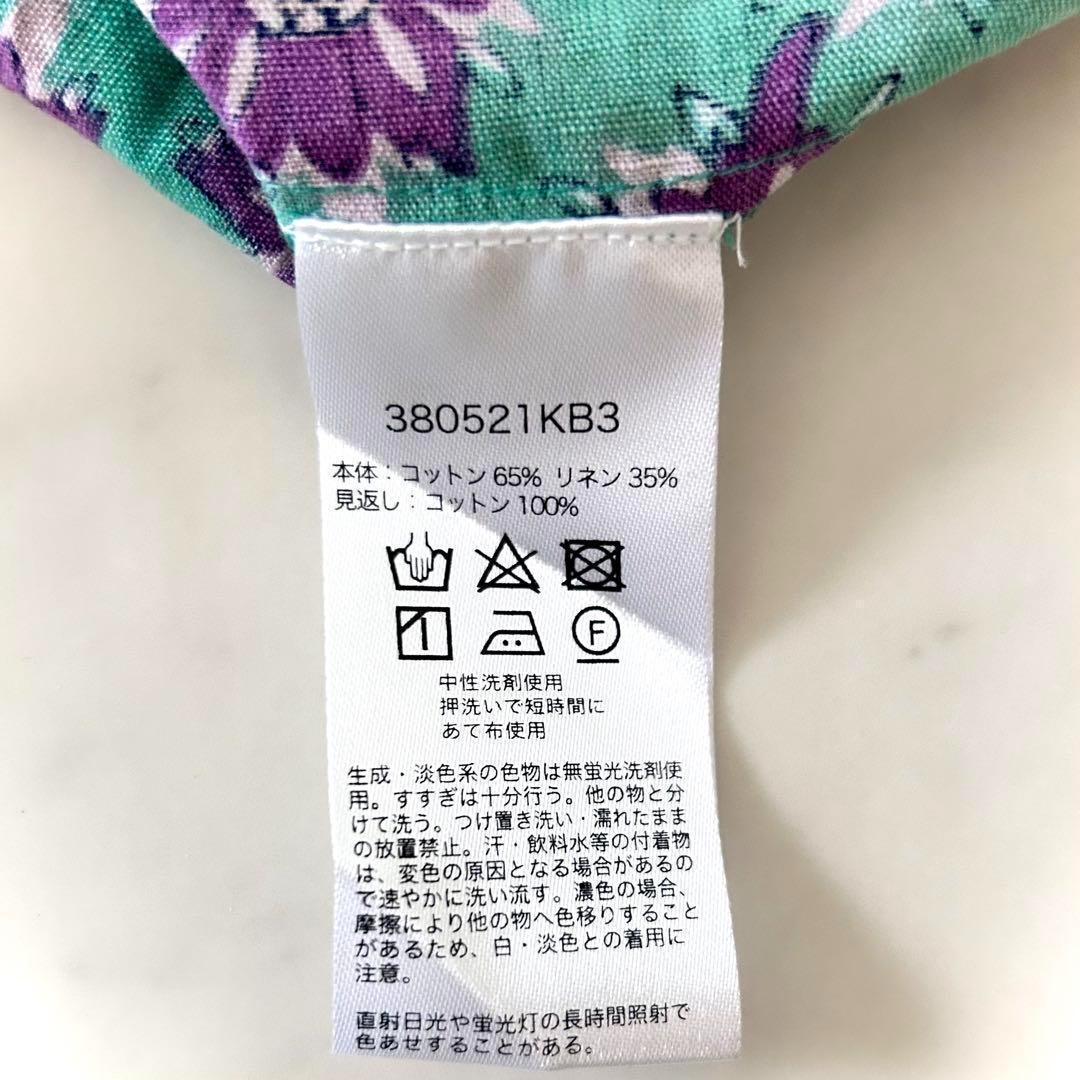 380521KB3
本体：コットン 65% リネン 35%
見返し：コットン 100%
F
中性洗剤使用
押洗いで短時間に
あて布使用
生成・淡色系の色物は無蛍光洗剤使
用。すすぎは十分行う。他の物と分
けて洗う。つけ置き洗い・濡れたまま
の放置禁止。汗・飲料水等の付着物
は、変色の原因となる場合があるの
で速やかに洗い流す。濃色の場合、
摩擦により他の物へ色移りすること
があるため、白・淡色との着用に
注意。
直射日光や蛍光灯の長時間照射で
色あせすることがある。